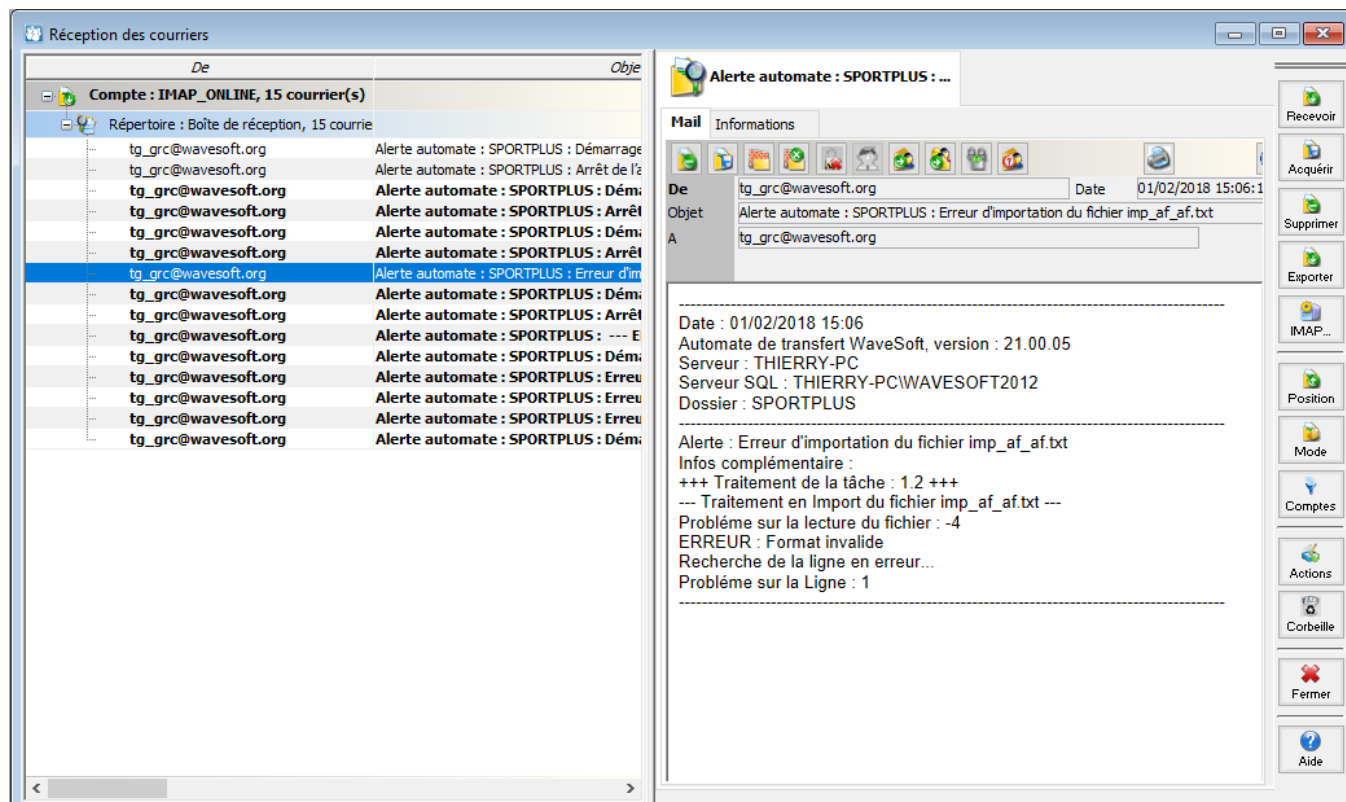 Réception des courriers
De Obje
Compte : IMAP_ONLINE, 15 courrier(s)
Répertoire : Boîte de réception, 15 courrie
tg_grc@wavesoft.org Alerte automate : SPORTPLUS : Démarrage
tg_grc@wavesoft.org Alerte automate : SPORTPLUS : Arrêt de l'a
tg_grc@wavesoft.org Alerte automate : SPORTPLUS : Déma
tg_grc@wavesoft.org Alerte automate : SPORTPLUS : Arrêt
tg_grc@wavesoft.org Alerte automate : SPORTPLUS : Déma
tg_grc@wavesoft.org Alerte automate : SPORTPLUS : Arrêt
tg_grc@wavesoft.org Alerte automate : SPORTPLUS : Erreur d'im
tg_grc@wavesoft.org Alerte automate : SPORTPLUS : Déma
tg_grc@wavesoft.org Alerte automate : SPORTPLUS : Arrêt
tg_grc@wavesoft.org Alerte automate : SPORTPLUS : --- E
tg_grc@wavesoft.org Alerte automate : SPORTPLUS : Déma
tg_grc@wavesoft.org Alerte automate : SPORTPLUS : Erreu
tg_grc@wavesoft.org Alerte automate : SPORTPLUS : Erreu
tg_grc@wavesoft.org Alerte automate : SPORTPLUS : Erreu
tg_grc@wavesoft.org Alerte automate : SPORTPLUS : Déma
Alerte automate : SPORTPLUS : ...
Mail Informations
De tg_grc@wavesoft.org Date 01/02/2018 15:06:1
Objet Alerte automate : SPORTPLUS : Erreur d'importation du fichier imp_af_af.txt
A tg_grc@wavesoft.org
Date : 01/02/2018 15:06
Automate de transfert WaveSoft, version : 21.00.05
Serveur : THIERRY-PC
Serveur SQL : THIERRY-PC\WAVESOFT2012
Dossier : SPORTPLUS
Alerte : Erreur d'importation du fichier imp_af_af.txt
Infos complémentaire :
+++ Traitement de la tâche : 1.2 +++
--- Traitement en Import du fichier imp_af_af.txt ---
Probléme sur la lecture du fichier : -4
ERREUR : Format invalide
Recherche de la ligne en erreur...
Probléme sur la Ligne : 1
Recevoir
Acquérir
Supprimer
Exporter
IMAP...
Position
Mode
Comptes
Actions
Corbeille
Fermer
Aide